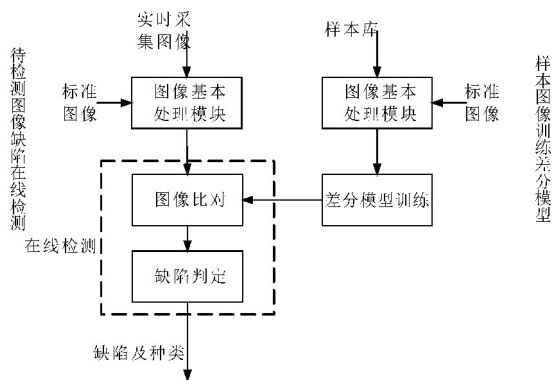 实时采
集图像
样本库
待检测图像缺陷在线检测
标准
图像
图像基本
处理模块
图像基本
处理模块
标准
图像
样本图像训练差分模型
图像比对
差分模型训练
在线检测
缺陷判定
缺陷及种类